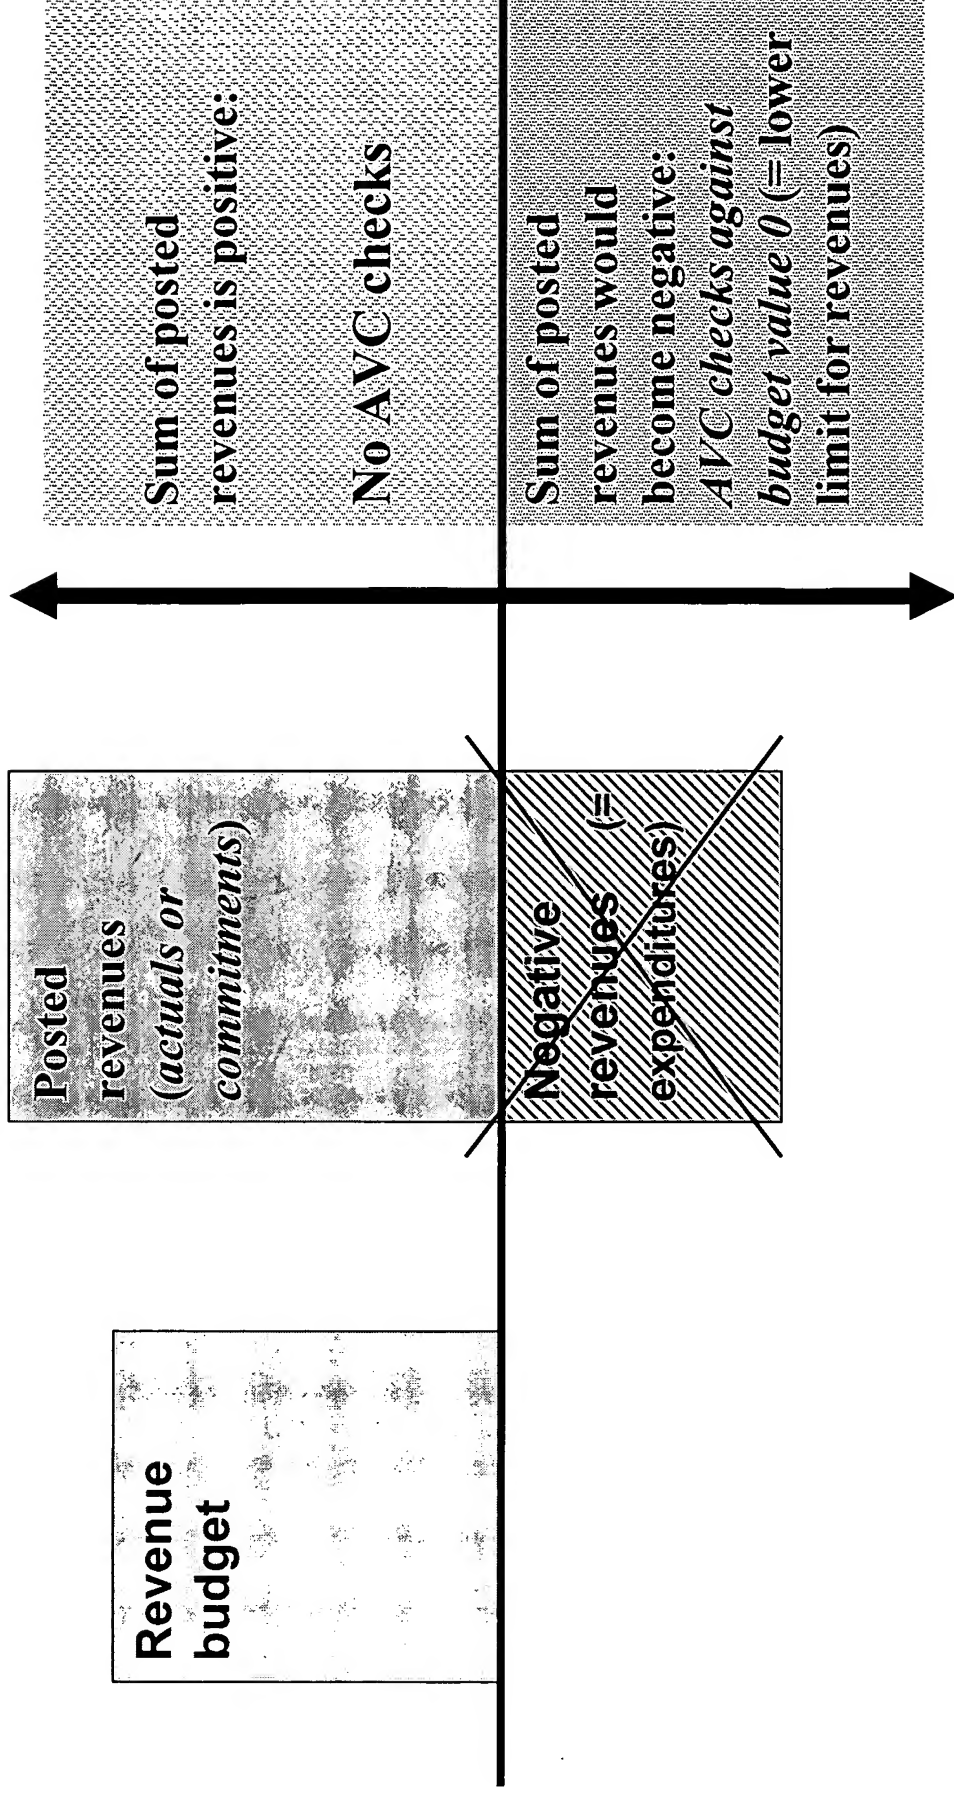 Revenue
budget
Posted
revenues
(actuals or
commitments)
Negative
revenues (=
expenditures)
Sum of posted
revenues is positive:
No AVC checks
Sum of posted
revenues would
become negative:
AVC checks against
budget value 0 (= lower
limit for revenues)